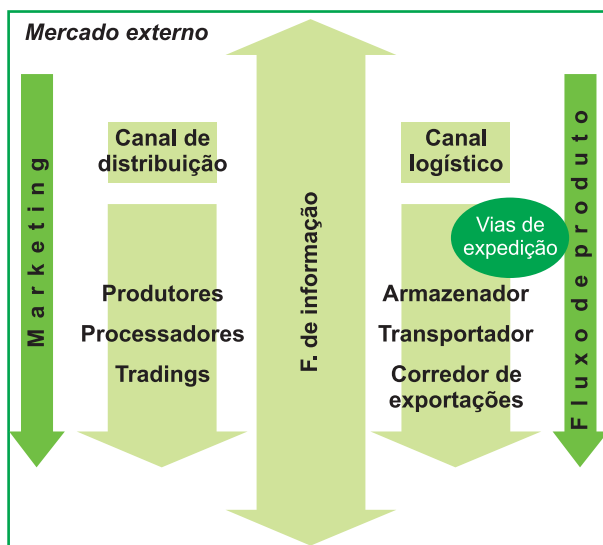 Mercado externo
Marketing
Canal de
distribuição
Produtores
Processadores
Tradings
F. de informação
Canal
logístico
Vias de
expedição
Armazenador
Transportador
Corredor de
exportações
Fluxo de produto